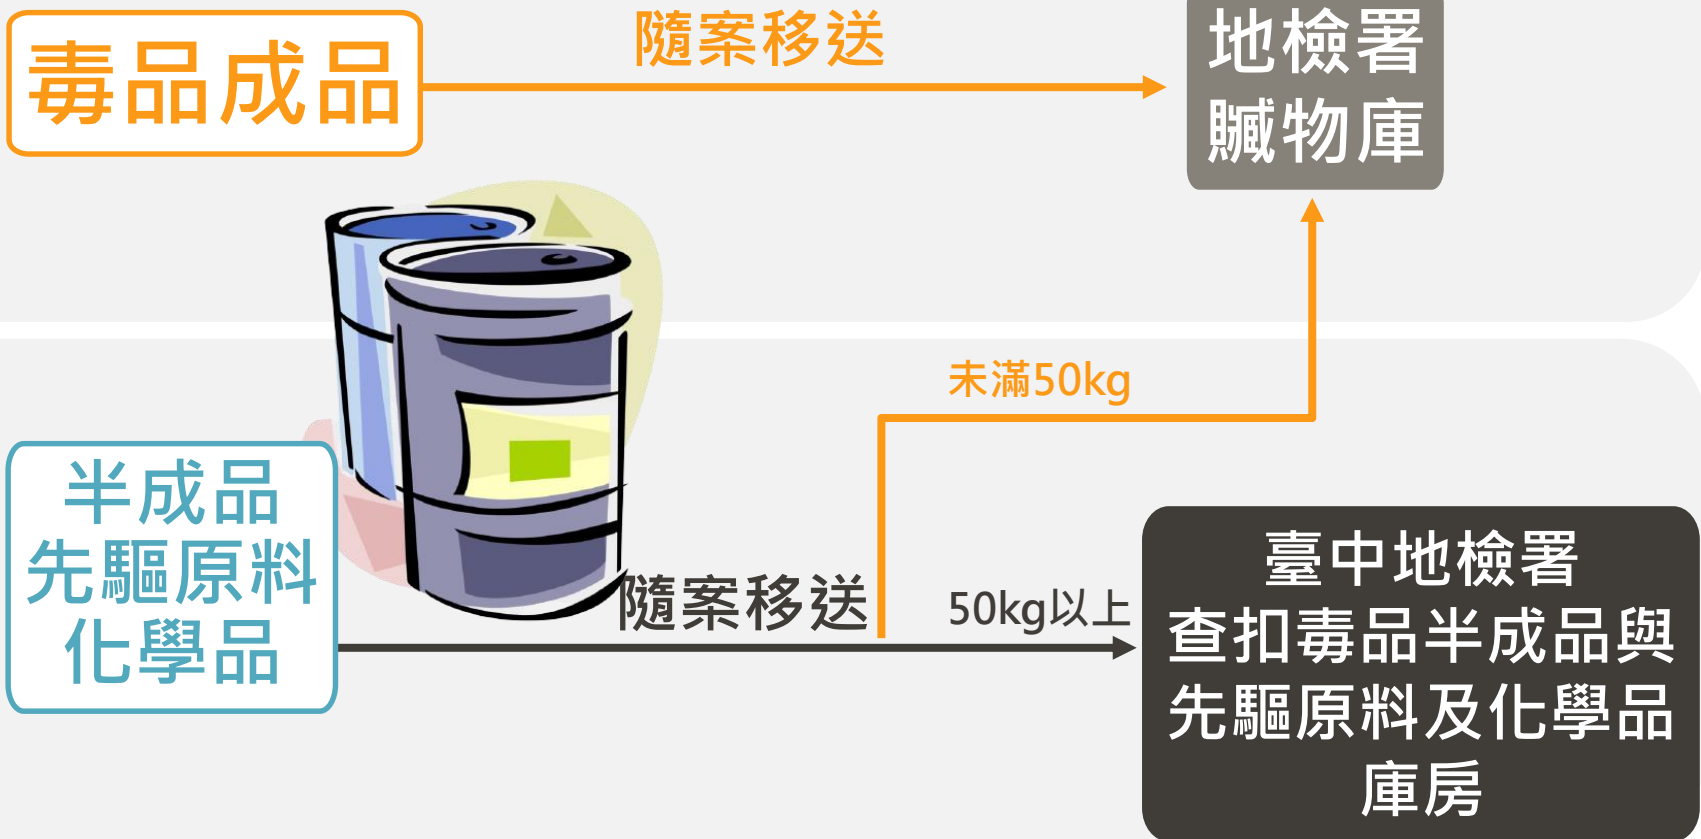 毒品成品
隨案移送
地檢署
贓物庫
未滿50kg
半成品
先驅原料
化學品
隨案移送
50kg以上
臺中地檢署
查扣毒品半成品與
先驅原料及化學品
庫房